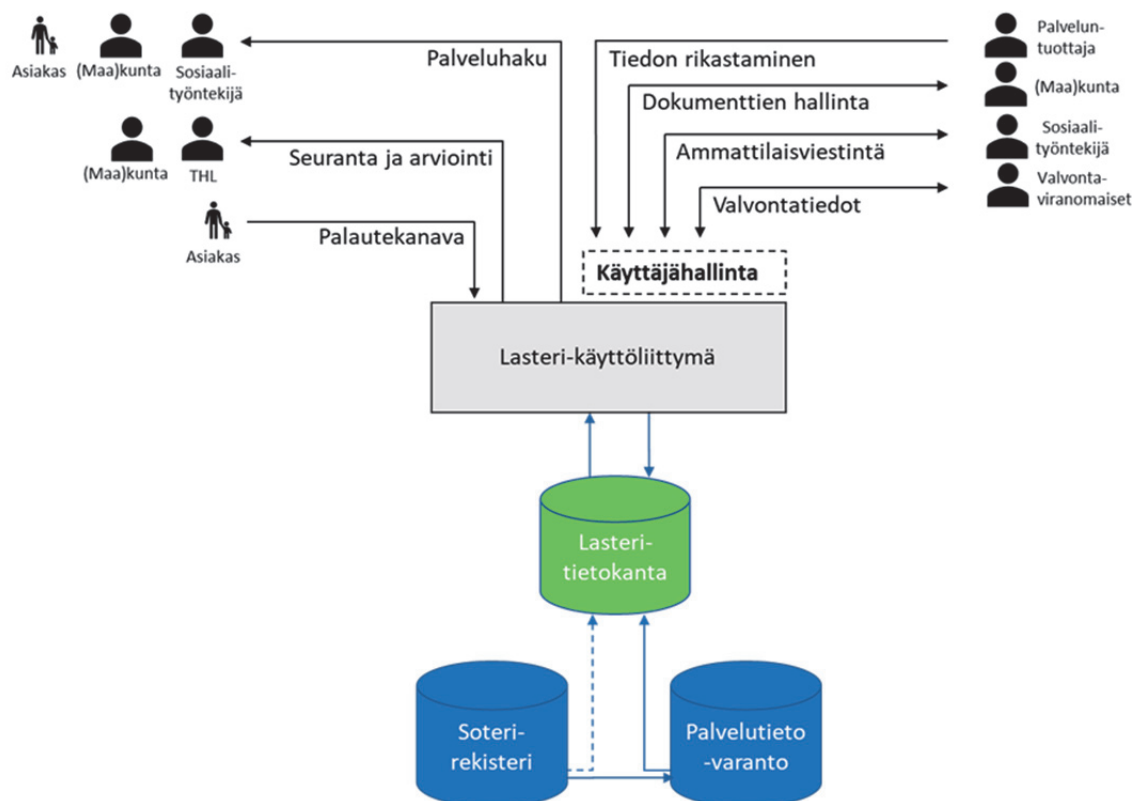 Asiakas
(Maa)kunta
Sosiaali-
työntekijä
Palveluhaku
(Maa)kunta
THL
Seuranta ja arviointi
Asiakas
Palautekanava
Tiedon rikastaminen
Palvelun-
tuottaja
Dokumenttien hallinta
(Maa)kunta
Ammattilaisviestintä
Sosiaali-
työntekijä
Valvontatiedot
Valvonta-
viranomaiset
Käyttäjähallinta
Lasteri-käyttöliittymä
Lasteri-
tietokanta
Soteri-
rekisteri
Palvelutieto
-varanto